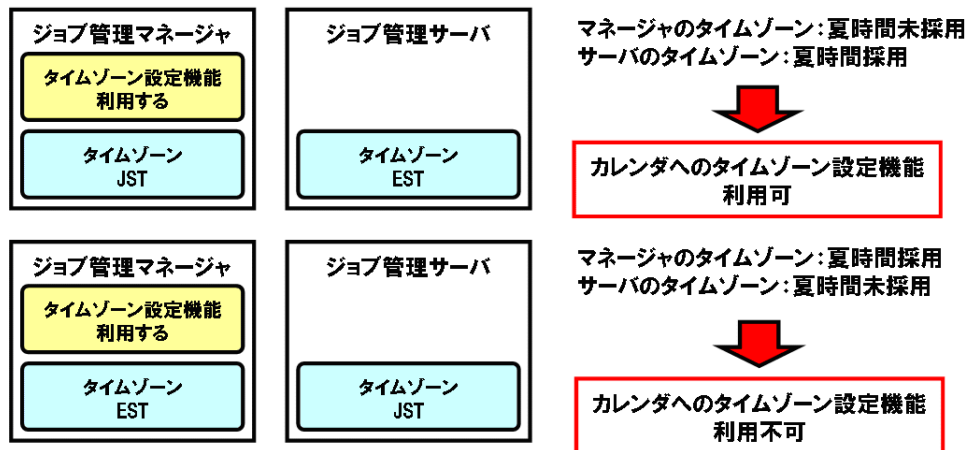 ジョブ管理マネージャ
タイムゾーン設定機能
利用する
タイムゾーン
JST
ジョブ管理サーバ
タイムゾーン
EST
マネージャのタイムゾーン：夏時間未採用
サーバのタイムゾーン：夏時間採用
カレンダへのタイムゾーン設定機能
利用可
ジョブ管理マネージャ
タイムゾーン設定機能
利用する
タイムゾーン
EST
ジョブ管理サーバ
タイムゾーン
JST
マネージャのタイムゾーン：夏時間採用
サーバのタイムゾーン：夏時間未採用
カレンダへのタイムゾーン設定機能
利用不可